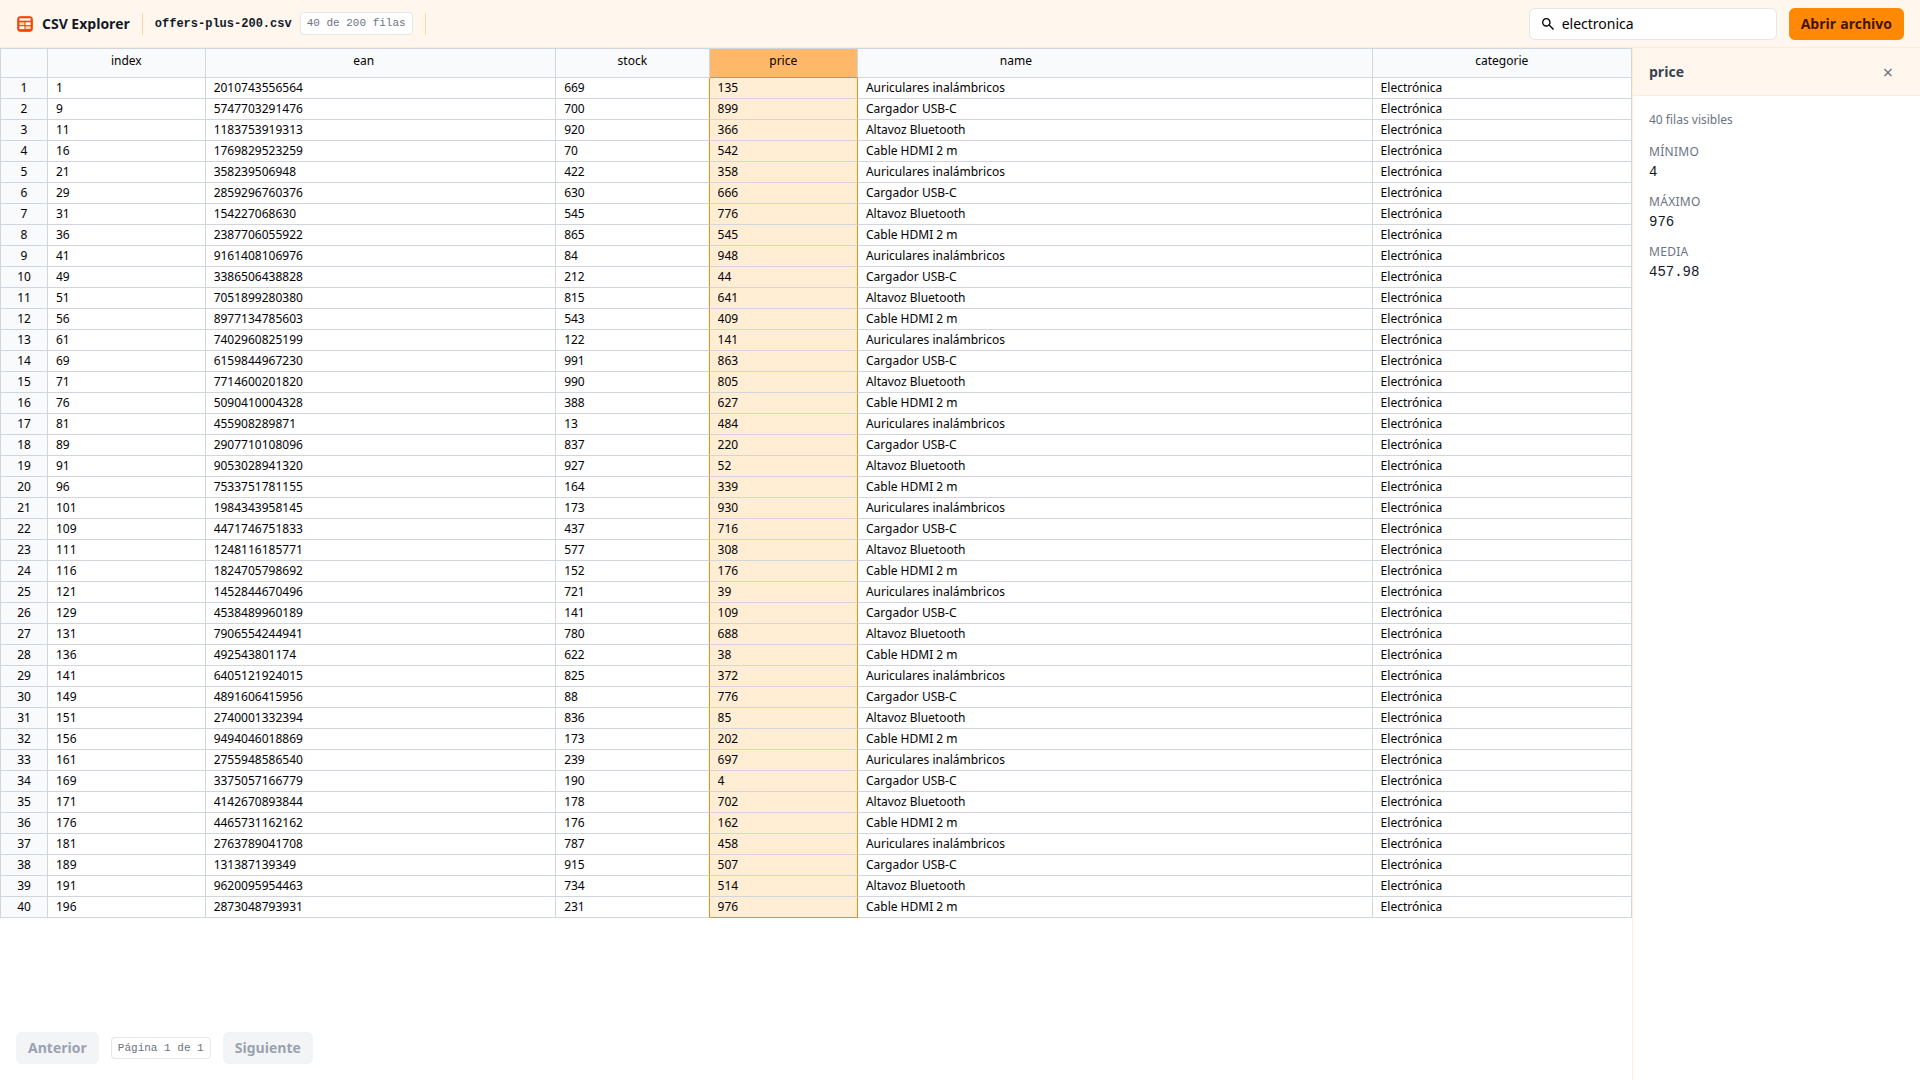 CSV Explorer offers-plus-200.csv 40 de 200 filas electronica Abrir archivo
index ean stock price name categorie
1 1 2010743556564 669 135 Auriculares inalámbricos Electrónica
2 9 5747703291476 700 899 Cargador USB-C Electrónica
3 11 1183753919313 920 366 Altavoz Bluetooth Electrónica
4 16 1769829523259 70 542 Cable HDMI 2 m Electrónica
5 21 358239506948 422 358 Auriculares inalámbricos Electrónica
6 29 2859296760376 630 666 Cargador USB-C Electrónica
7 31 154227068630 545 776 Altavoz Bluetooth Electrónica
8 36 2387706055922 865 545 Cable HDMI 2 m Electrónica
9 41 9161408106976 84 948 Auriculares inalámbricos Electrónica
10 49 3386506438828 212 44 Cargador USB-C Electrónica
11 51 7051899280380 815 641 Altavoz Bluetooth Electrónica
12 56 8977134785603 543 409 Cable HDMI 2 m Electrónica
13 61 7402960825199 122 141 Auriculares inalámbricos Electrónica
14 69 6159844967230 991 863 Cargador USB-C Electrónica
15 71 7714600201820 990 805 Altavoz Bluetooth Electrónica
16 76 5090410004328 388 627 Cable HDMI 2 m Electrónica
17 81 455908289871 13 484 Auriculares inalámbricos Electrónica
18 89 2907710108096 837 220 Cargador USB-C Electrónica
19 91 9053028941320 927 52 Altavoz Bluetooth Electrónica
20 96 7533751781155 164 339 Cable HDMI 2 m Electrónica
21 101 1984343958145 173 930 Auriculares inalámbricos Electrónica
22 109 4471746751833 437 716 Cargador USB-C Electrónica
23 111 1248116185771 577 308 Altavoz Bluetooth Electrónica
24 116 1824705798692 152 176 Cable HDMI 2 m Electrónica
25 121 1452844670496 721 39 Auriculares inalámbricos Electrónica
26 129 4538489960189 141 109 Cargador USB-C Electrónica
27 131 7906554244941 780 688 Altavoz Bluetooth Electrónica
28 136 492543801174 622 38 Cable HDMI 2 m Electrónica
29 141 6405121924015 825 372 Auriculares inalámbricos Electrónica
30 149 4891606415956 88 776 Cargador USB-C Electrónica
31 151 2740001332394 836 85 Altavoz Bluetooth Electrónica
32 156 9494046018869 173 202 Cable HDMI 2 m Electrónica
33 161 2755948586540 239 697 Auriculares inalámbricos Electrónica
34 169 3375057166779 190 4 Cargador USB-C Electrónica
35 171 4142670893844 178 702 Altavoz Bluetooth Electrónica
36 176 4465731162162 176 162 Cable HDMI 2 m Electrónica
37 181 2763789041708 787 458 Auriculares inalámbricos Electrónica
38 189 131387139349 915 507 Cargador USB-C Electrónica
39 191 9620095954463 734 514 Altavoz Bluetooth Electrónica
40 196 2873048793931 231 976 Cable HDMI 2 m Electrónica
Anterior Página 1 de 1 Siguiente
price ×
40 filas visibles
MÍNIMO
4
MÁXIMO
976
MEDIA
457.98